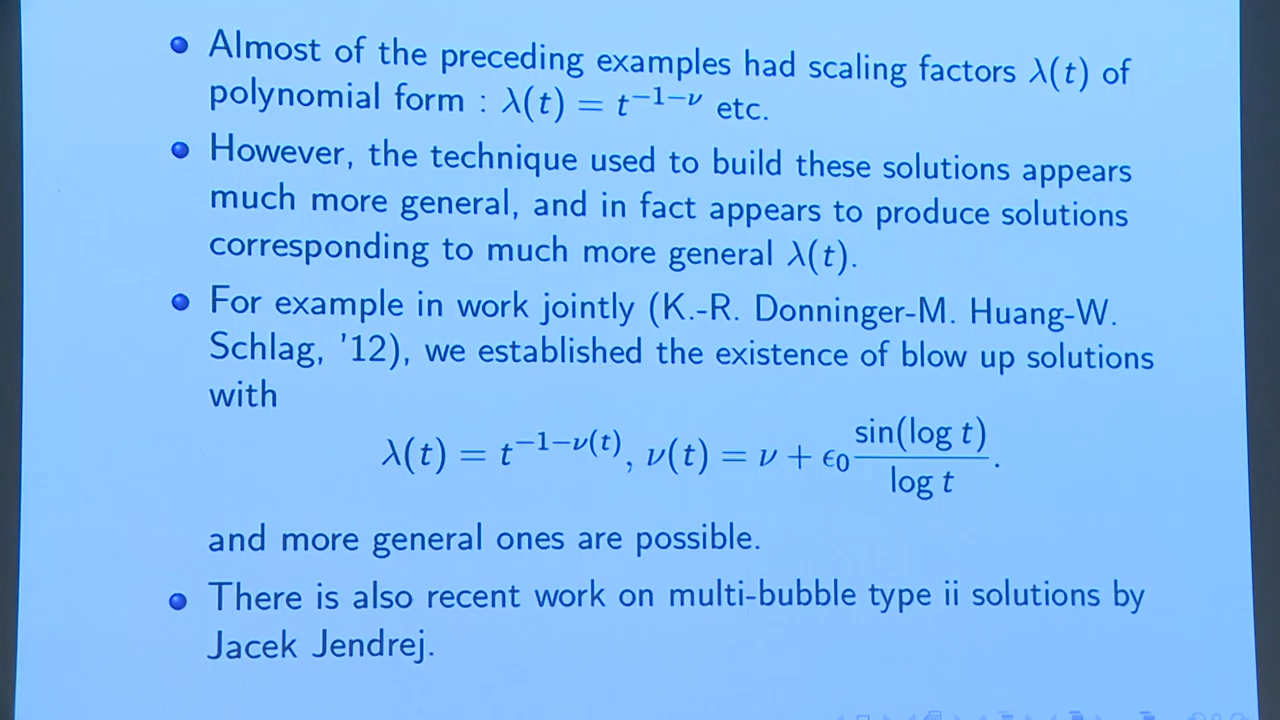 Almost of the preceding examples had scaling factors λ(t) of
polynomial form : λ(t) = t^{−1−ν} etc.
However, the technique used to build these solutions appears
much more general, and in fact appears to produce solutions
corresponding to much more general λ(t).
For example in work jointly (K.-R. Donninger-M. Huang-W.
Schlag, '12), we established the existence of blow up solutions
with
λ(t) = t^{−1−ν(t)}, ν(t) = ν + ϵ₀ \frac{sin(log t)}{log t}.
and more general ones are possible.
There is also recent work on multi-bubble type ii solutions by
Jacek Jendrej.